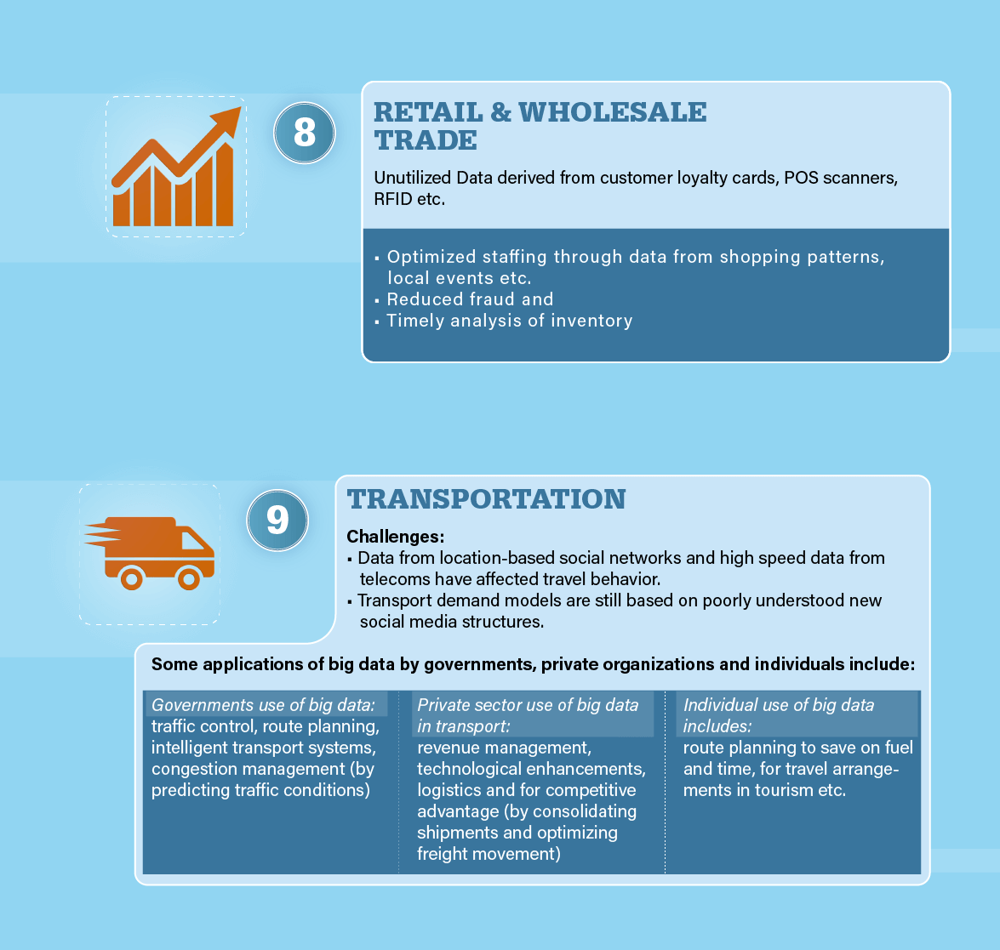 8
RETAIL & WHOLESALE
TRADE
Unutilized Data derived from customer loyalty cards, POS scanners,
RFID etc.
▪ Optimized staffing through data from shopping patterns,
local events etc.
▪ Reduced fraud and
▪ Timely analysis of inventory
9
TRANSPORTATION
Challenges:
▪ Data from location-based social networks and high speed data from
telecoms have affected travel behavior.
▪ Transport demand models are still based on poorly understood new
social media structures.
Some applications of big data by governments, private organizations and individuals include:
Governments use of big data:
traffic control, route planning,
intelligent transport systems,
congestion management (by
predicting traffic conditions)
Private sector use of big data
in transport:
revenue management,
technological enhancements,
logistics and for competitive
advantage (by consolidating
shipments and optimizing
freight movement)
Individual use of big data
includes:
route planning to save on fuel
and time, for travel arrange-
ments in tourism etc.